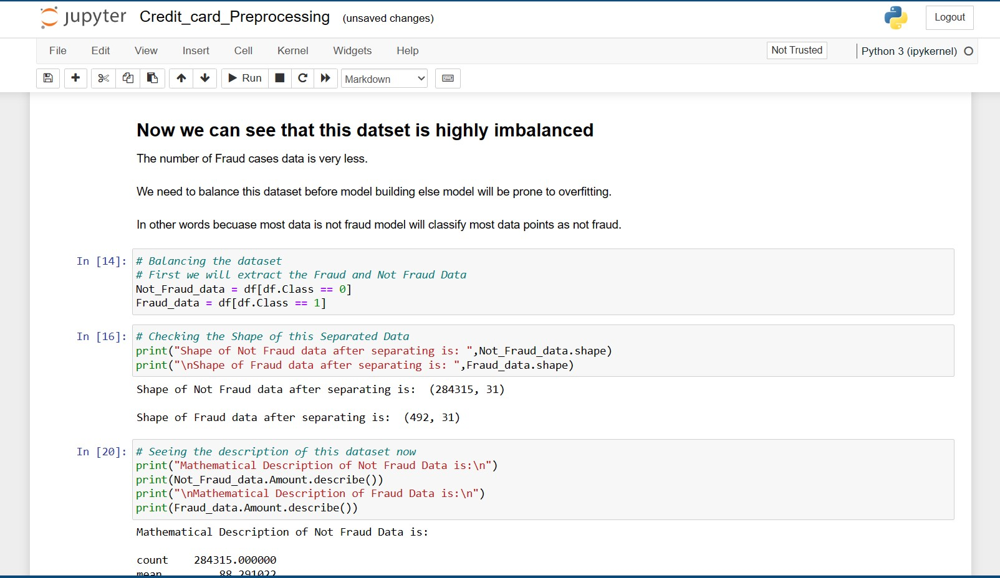 jupyter Credit_card_Preprocessing (unsaved changes) Logout
File Edit View Insert Cell Kernel Widgets Help Not Trusted Python 3 (ipykernel)
Run Markdown
Now we can see that this datset is highly imbalanced
The number of Fraud cases data is very less.
We need to balance this dataset before model building else model will be prone to overfitting.
In other words becuase most data is not fraud model will classify most data points as not fraud.
In [14]: # Balancing the dataset
# First we will extract the Fraud and Not Fraud Data
Not_Fraud_data = df[df.Class == 0]
Fraud_data = df[df.Class == 1]
In [16]: # Checking the Shape of this Separated Data
print("Shape of Not Fraud data after separating is: ",Not_Fraud_data.shape)
print("\nShape of Fraud data after separating is: ",Fraud_data.shape)
Shape of Not Fraud data after separating is:  (284315, 31)
Shape of Fraud data after separating is:  (492, 31)
In [20]: # Seeing the description of this dataset now
print("Mathematical Description of Not Fraud Data is:\n")
print(Not_Fraud_data.Amount.describe())
print("\nMathematical Description of Fraud Data is:\n")
print(Fraud_data.Amount.describe())
Mathematical Description of Not Fraud Data is:
count    284315.000000
mean         88.291022